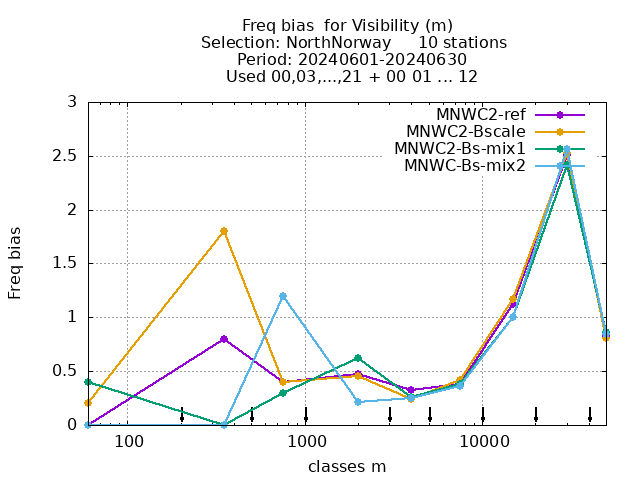 Freq bias  for Visibility (m)
Selection: NorthNorway     10 stations
Period: 20240601-20240630
Used 00,03,...,21 + 00 01 ... 12
MNWC2-ref
MNWC2-Bscale
MNWC2-Bs-mix1
MNWC-Bs-mix2
Freq bias
3
2.5
2
1.5
1
0.5
0
100
1000
10000
classes m